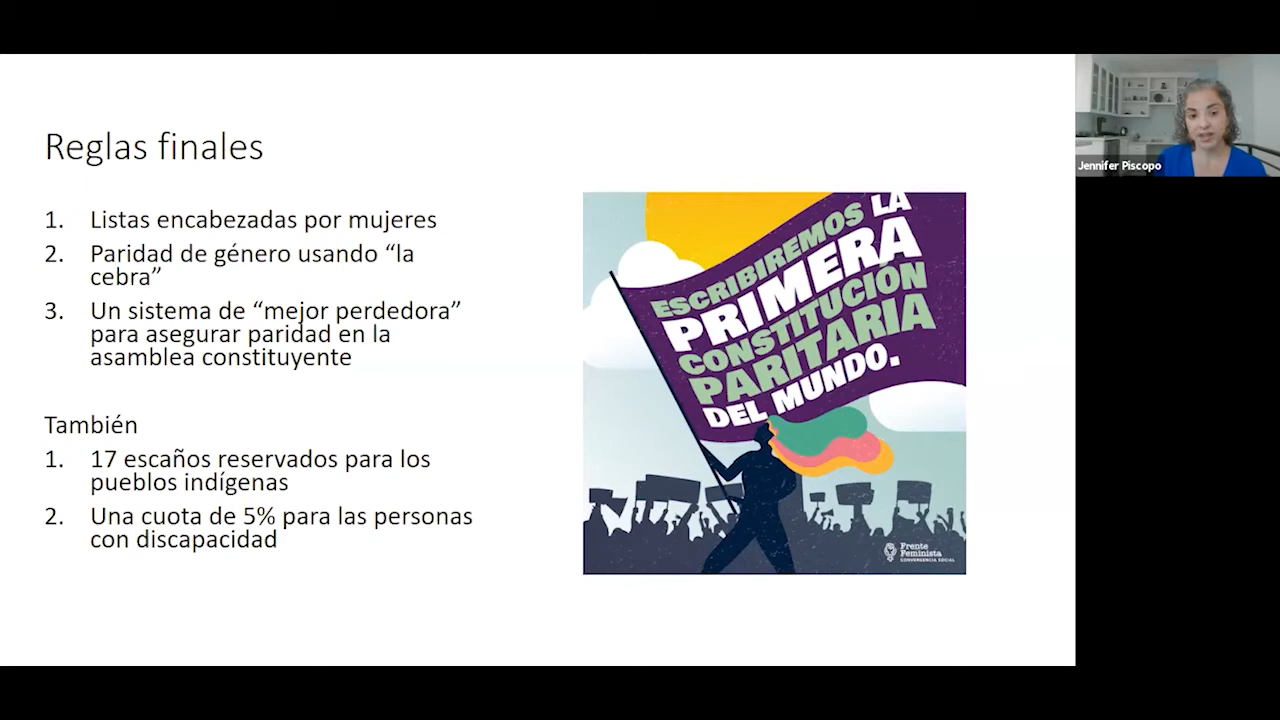 Reglas finales
1. Listas encabezadas por mujeres
2. Paridad de género usando “la
cebra”
3. Un sistema de “mejor perdedora”
para asegurar paridad en la
asamblea constituyente
También
1. 17 escaños reservados para los
pueblos indígenas
2. Una cuota de 5% para las personas
con discapacidad
ESCRIBIREMOS LA
PRIMERA
CONSTITUCIÓN
PARITARIA
DEL MUNDO.
Frente
Feminista
CONVERGENCIA SOCIAL
Jennifer Piscopo